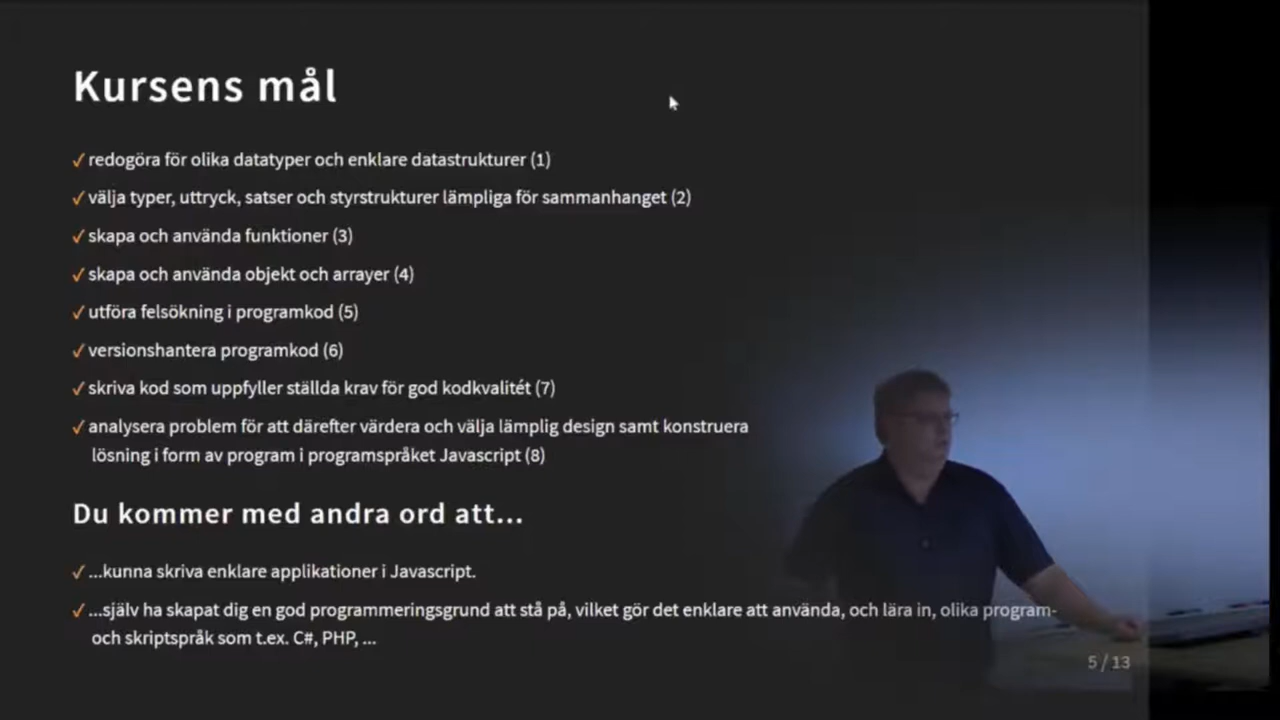 Kursens mål
✓ redogöra för olika datatyper och enklare datastrukturer (1)
✓ välja typer, uttryck, satser och styrstrukturer lämpliga för sammanhanget (2)
✓ skapa och använda funktioner (3)
✓ skapa och använda objekt och arrayer (4)
✓ utföra felsökning i programkod (5)
✓ versionshantera programkod (6)
✓ skriva kod som uppfyller ställda krav för god kodkvalitét (7)
✓ analysera problem för att därefter värdera och välja lämplig design samt konstruera
lösning i form av program i programspråket Javascript (8)
Du kommer med andra ord att...
✓ ...kunna skriva enklare applikationer i Javascript.
✓ ...själv ha skapat dig en god programmeringsgrund att stå på, vilket gör det enklare att använda, och lära in, olika program-
och skriptspråk som t.ex. C#, PHP, ...
5 / 13